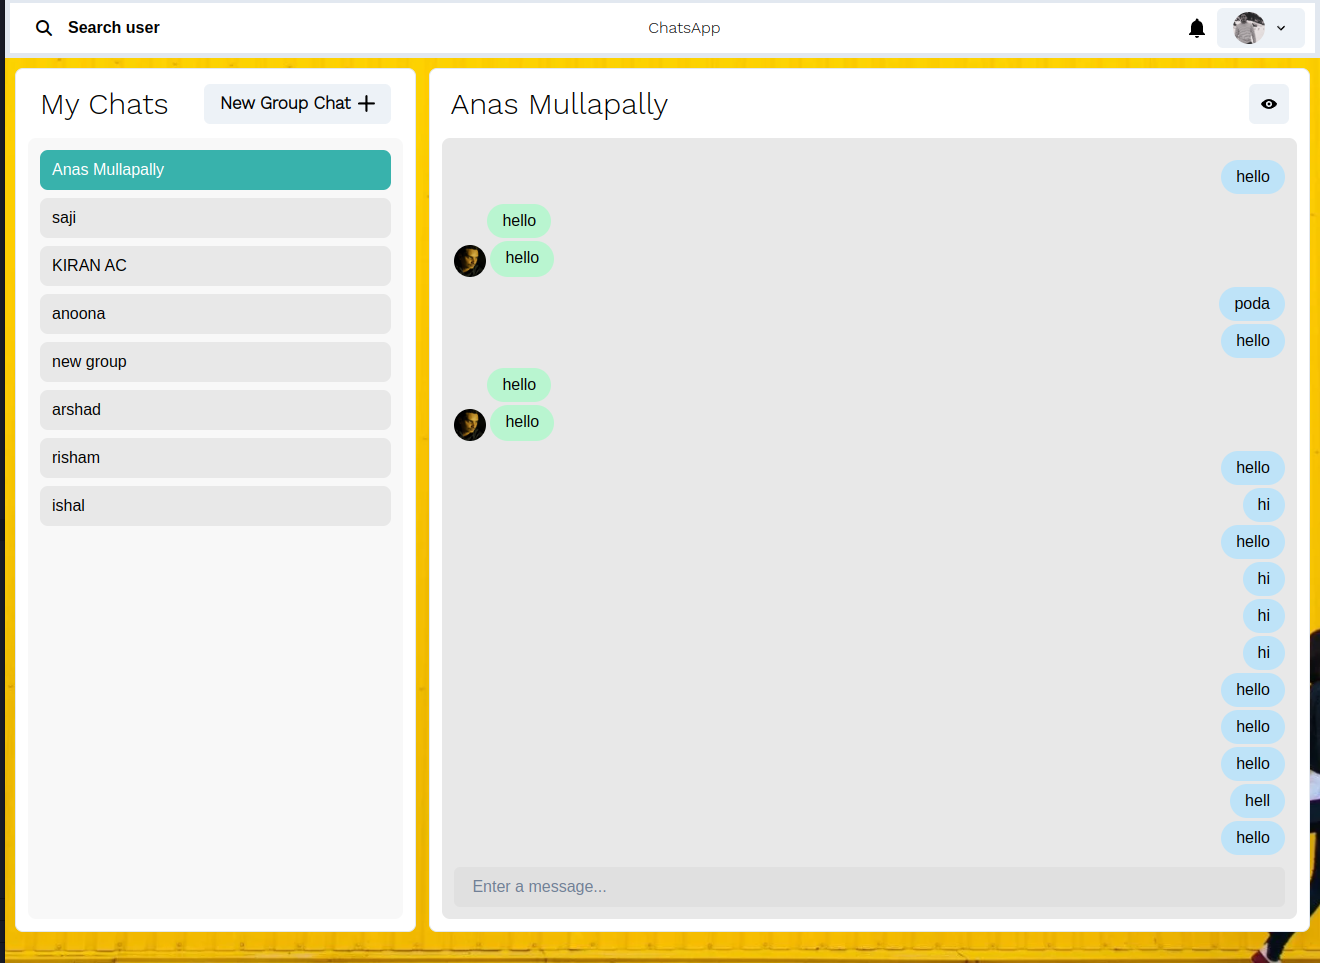 Search user
ChatsApp
My Chats
New Group Chat
Anas Mullapally
saji
KIRAN AC
anoona
new group
arshad
risham
ishal
Anas Mullapally
hello
hello
hello
poda
hello
hello
hello
hello
hi
hello
hi
hi
hi
hello
hello
hello
hell
hello
Enter a message...